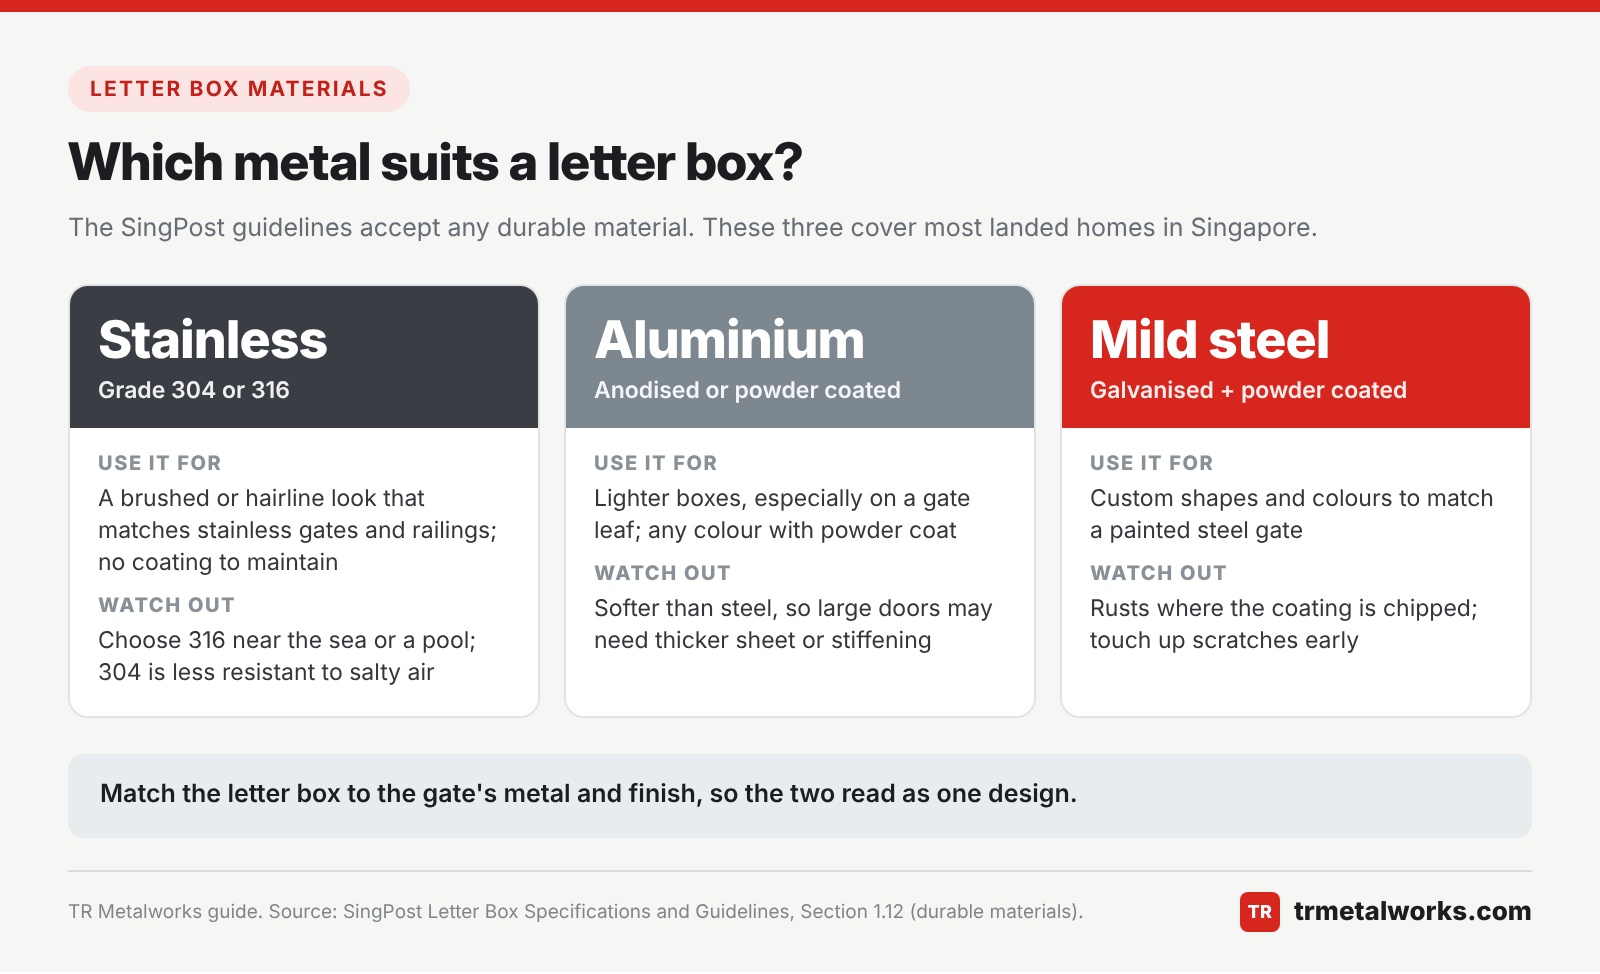 LETTER BOX MATERIALS
Which metal suits a letter box?
The SingPost guidelines accept any durable material. These three cover most landed homes in Singapore.
Stainless
Grade 304 or 316
USE IT FOR
A brushed or hairline look that
matches stainless gates and railings;
no coating to maintain
WATCH OUT
Choose 316 near the sea or a pool;
304 is less resistant to salty air
Aluminium
Anodised or powder coated
USE IT FOR
Lighter boxes, especially on a gate
leaf; any colour with powder coat
WATCH OUT
Softer than steel, so large doors may
need thicker sheet or stiffening
Mild steel
Galvanised + powder coated
USE IT FOR
Custom shapes and colours to match
a painted steel gate
WATCH OUT
Rusts where the coating is chipped;
touch up scratches early
Match the letter box to the gate's metal and finish, so the two read as one design.
TR Metalworks guide. Source: SingPost Letter Box Specifications and Guidelines, Section 1.12 (durable materials).
TR trmetalworks.com